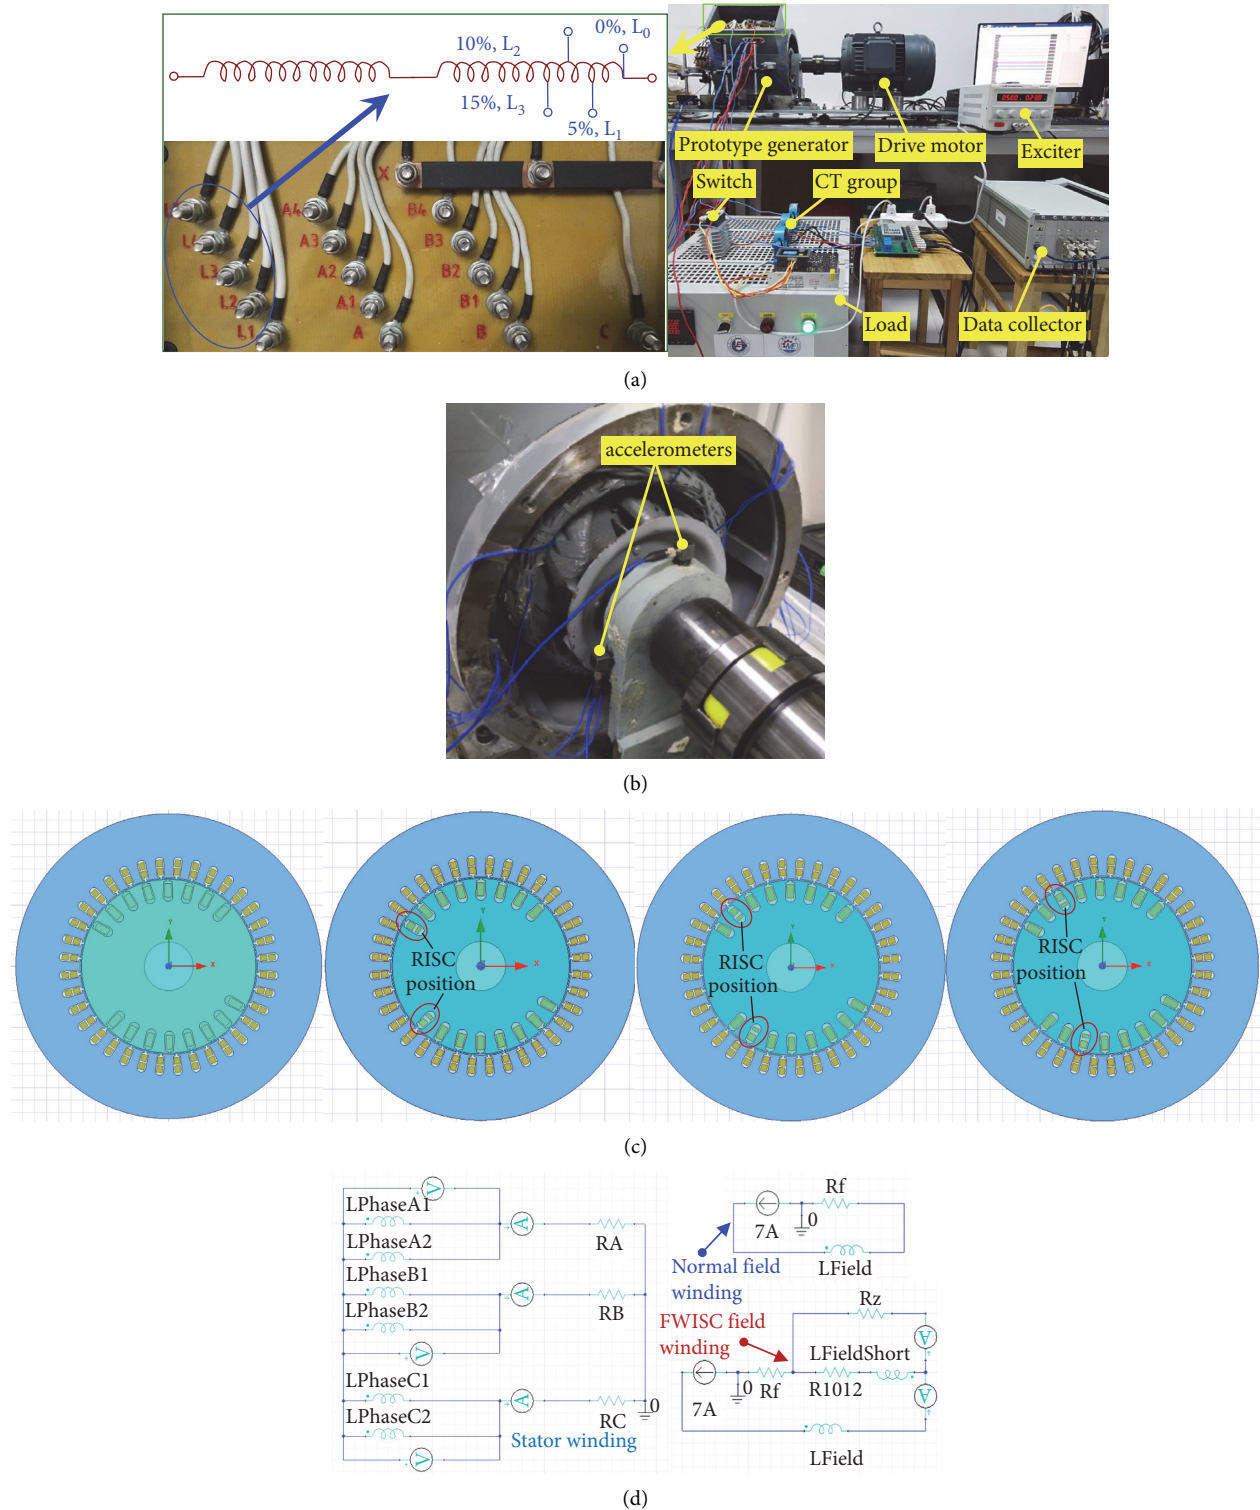 10%, L2
0%, L0
15%, L3
5%, L1
X
A4
B4
L4
A3
B3
L3
A2
B2
L2
A1
B1
L1
A
B
C
Prototype generator
Drive motor
Exciter
Switch
CT group
Load
Data collector
(a)
accelerometers
(b)
Y
X
RISC
position
Y
X
RISC
position
Y
X
RISC
position
Y
X
(c)
LPhaseA1
V
LPhaseA2
A
RA
LPhaseB1
A
LPhaseB2
RB
V
LPhaseC1
A
LPhaseC2
RC
0
V
Stator winding
Rf
7A
0
LField
Normal field
winding
FWISC field
winding
Rz
A
LFieldShort
7A
0
Rf
R1012
A
LField
(d)